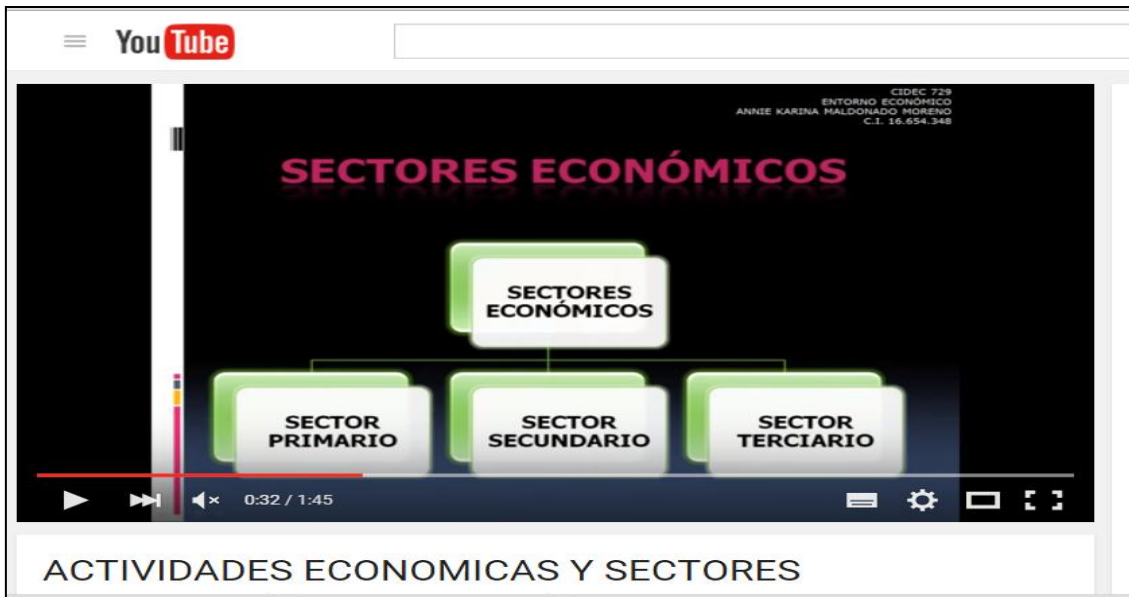 YouTube
CIDEC 729
ENTORNO ECONÓMICO
ANNIE KARINA MALDONADO MORENO
C.I. 16.654.348
SECTORES ECONÓMICOS
SECTORES
ECONÓMICOS
SECTOR
PRIMARIO
SECTOR
SECUNDARIO
SECTOR
TERCIARIO
0:32 / 1:45
ACTIVIDADES ECONOMICAS Y SECTORES